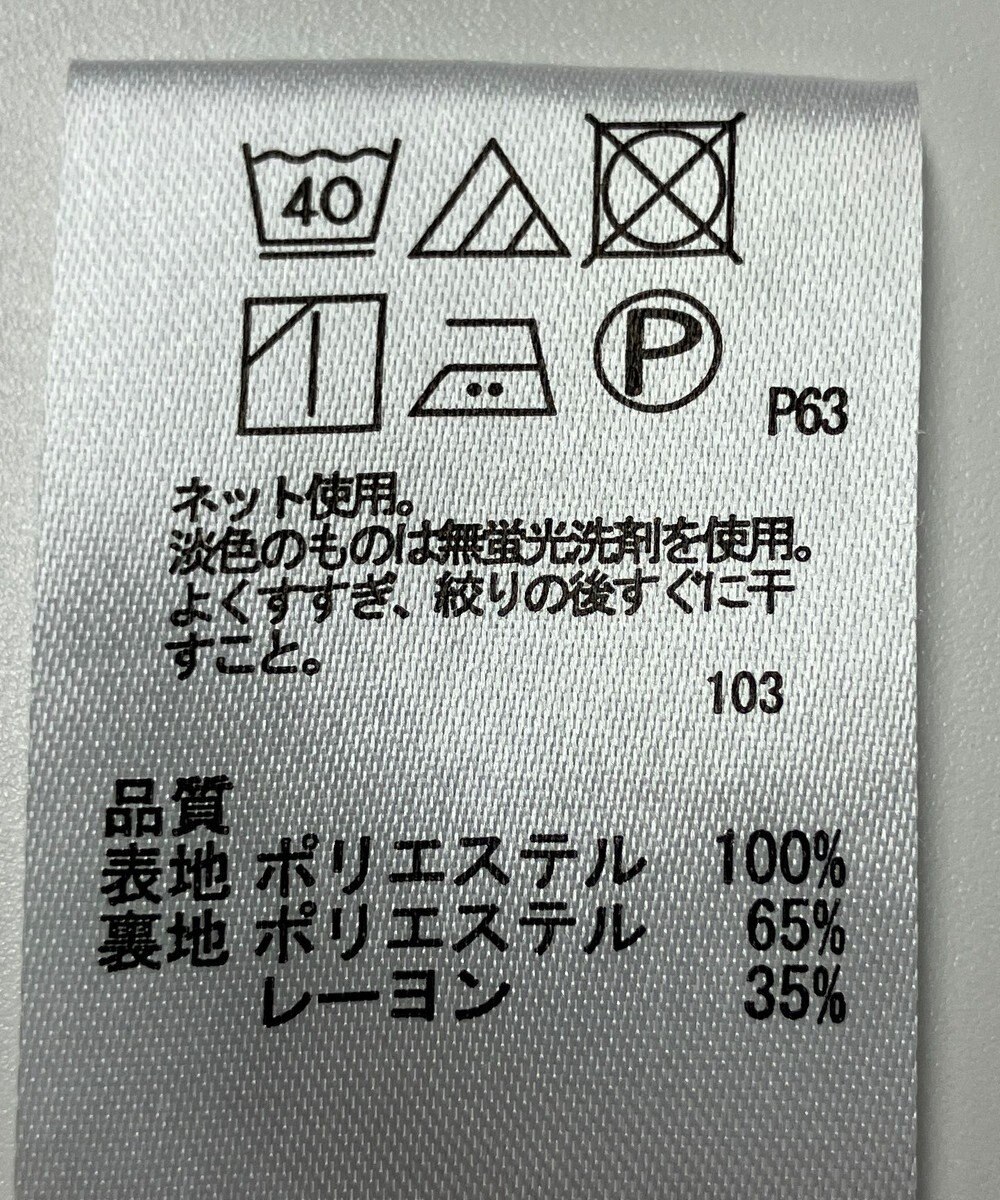 40
P
P63
ネット使用。
淡色のものは無蛍光洗剤を使用。
よくすすぎ、絞りの後すぐに干
すこと。
103
品質
表地 ポリエステル 100%
裏地 ポリエステル 65%
レーヨン 35%